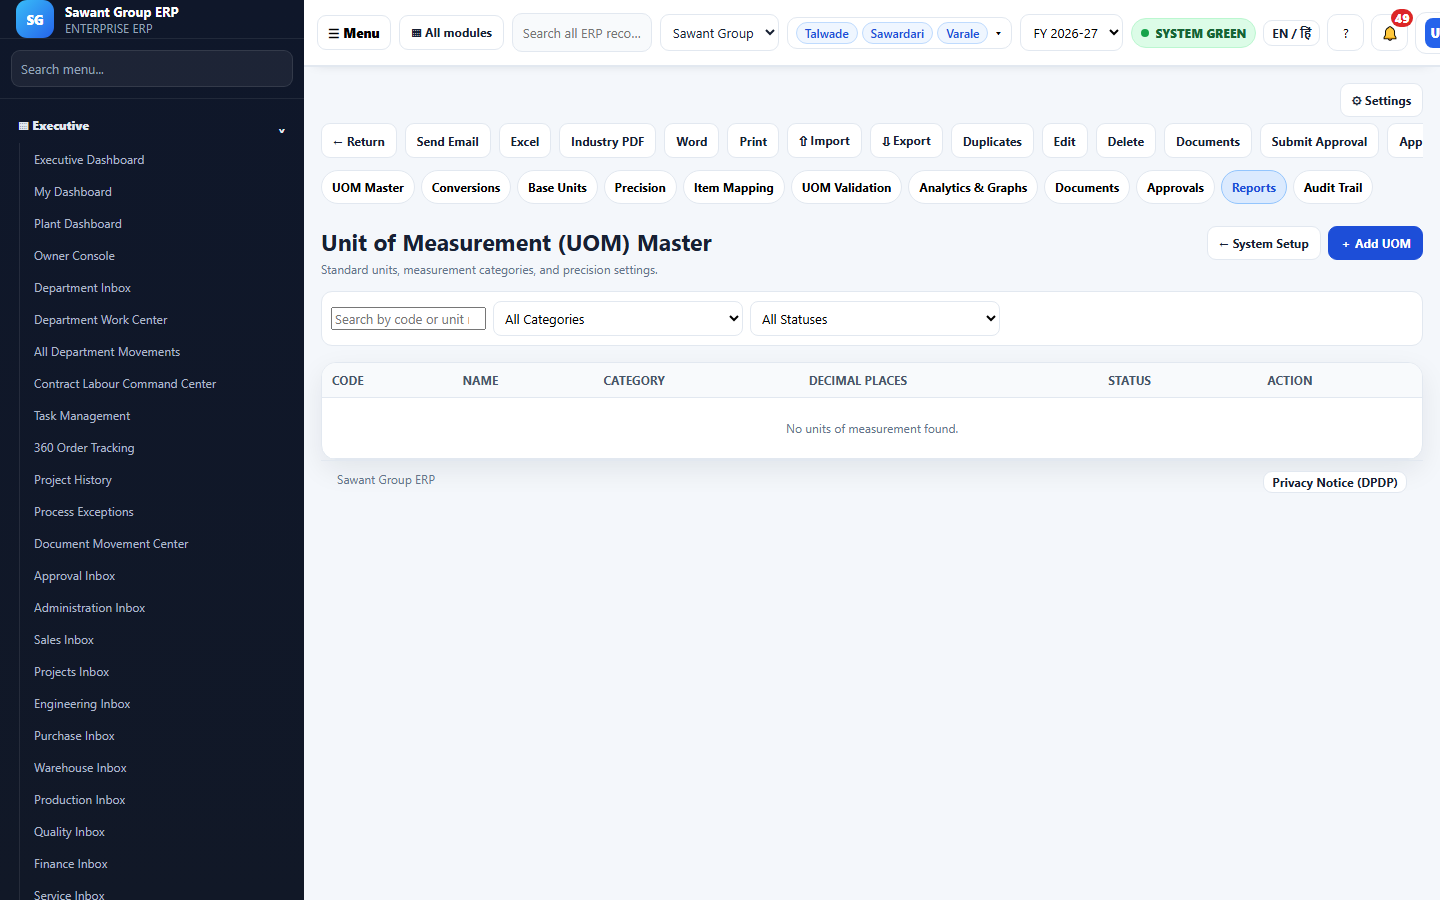 SG
Sawant Group ERP
ENTERPRISE ERP
Search menu...
Executive
Executive Dashboard
My Dashboard
Plant Dashboard
Owner Console
Department Inbox
Department Work Center
All Department Movements
Contract Labour Command Center
Task Management
360 Order Tracking
Project History
Process Exceptions
Document Movement Center
Approval Inbox
Administration Inbox
Sales Inbox
Projects Inbox
Engineering Inbox
Purchase Inbox
Warehouse Inbox
Production Inbox
Quality Inbox
Finance Inbox
Service Inbox
☰ Menu
All modules
Search all ERP reco...
Sawant Group
Talwade Sawardari Varale
FY 2026-27
SYSTEM GREEN
EN / हिं
?
49
U
⚙ Settings
← Return
Send Email
Excel
Industry PDF
Word
Print
⇧ Import
⇩ Export
Duplicates
Edit
Delete
Documents
Submit Approval
App
UOM Master
Conversions
Base Units
Precision
Item Mapping
UOM Validation
Analytics & Graphs
Documents
Approvals
Reports
Audit Trail
Unit of Measurement (UOM) Master
Standard units, measurement categories, and precision settings.
← System Setup
+ Add UOM
Search by code or unit
All Categories
All Statuses
CODE NAME CATEGORY DECIMAL PLACES STATUS ACTION
No units of measurement found.
Sawant Group ERP
Privacy Notice (DPDP)